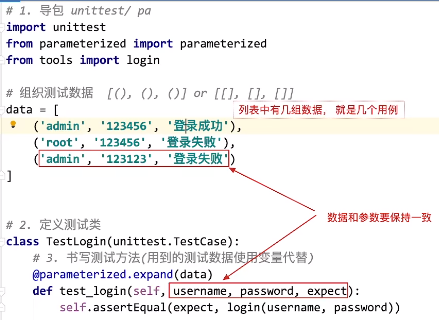 # 1. 导包 unittest/ pa
import unittest
from parameterized import parameterized
from tools import login
# 组织测试数据 [(), (), ()] or [[], [], []]
data = [
列表中有几组数据，就是几个用例
('admin', '123456', '登录成功'),
('root', '123456', '登录失败'),
('admin', '123123', '登录失败')
]
数据和参数要保持一致
# 2. 定义测试类
class TestLogin(unittest.TestCase):
# 3. 书写测试方法(用到的测试数据使用变量代替)
@parameterized.expand(data)
def test_login(self, username, password, expect):
self.assertEqual(expect, login(username, password))